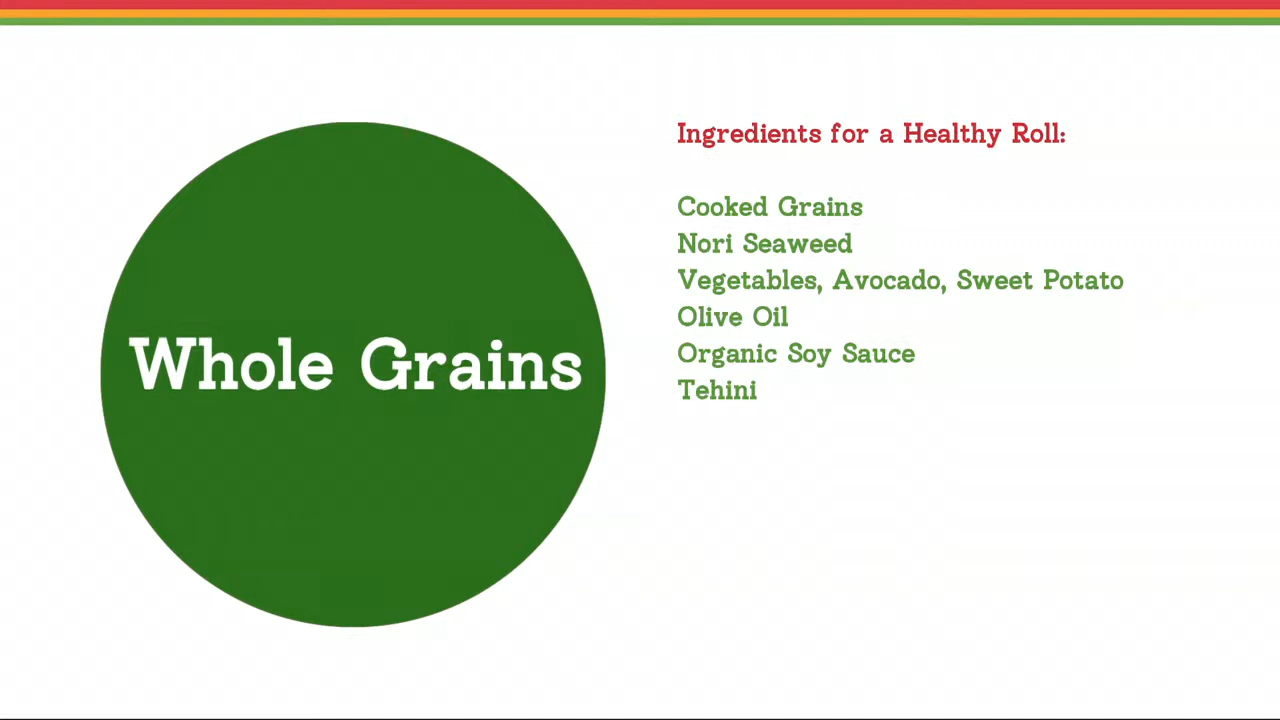 Whole Grains
Ingredients for a Healthy Roll:
Cooked Grains
Nori Seaweed
Vegetables, Avocado, Sweet Potato
Olive Oil
Organic Soy Sauce
Tehini